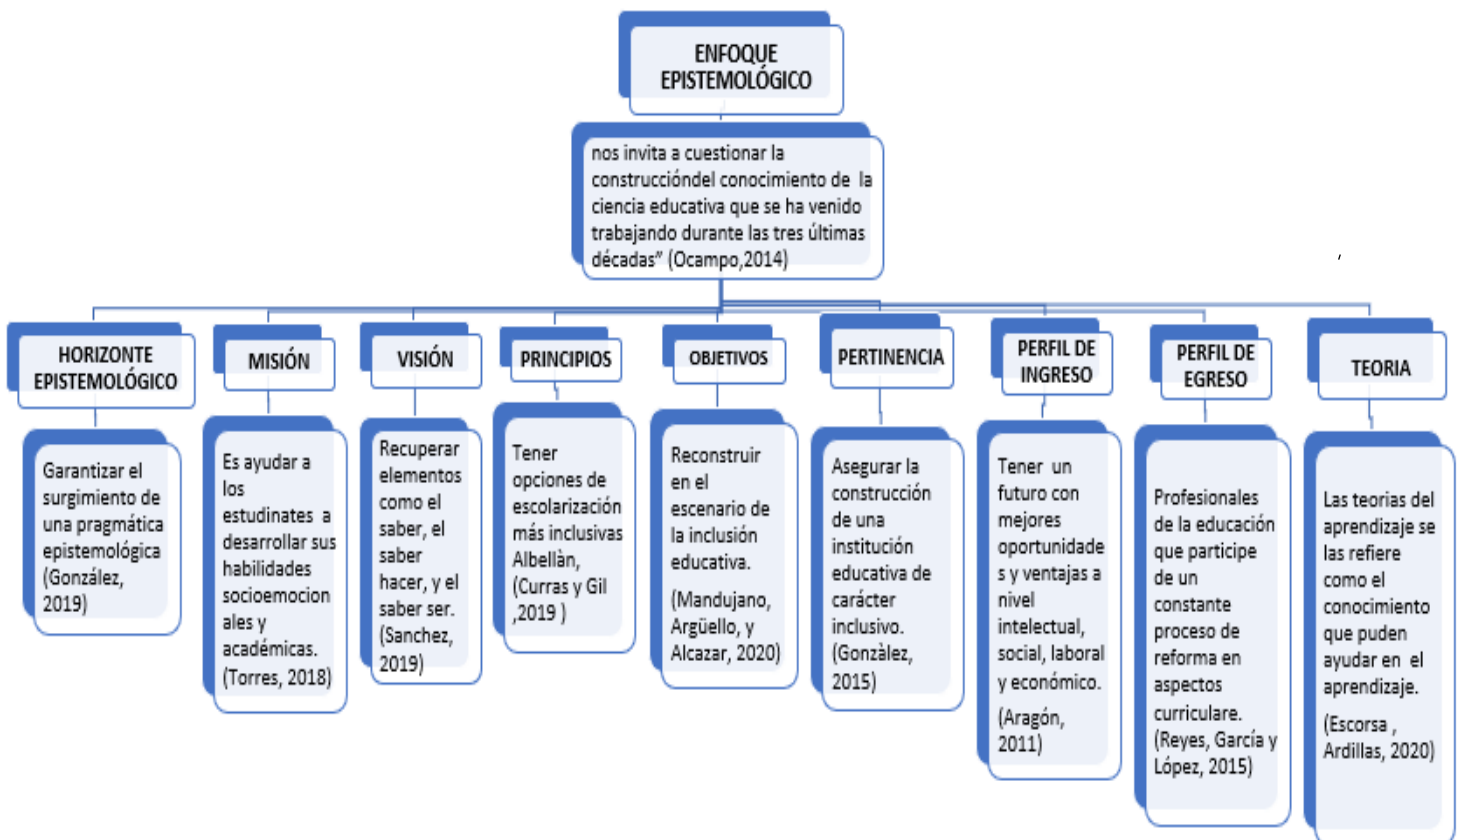 ENFOQUE
EPISTEMOLÓGICO
nos invita a cuestionar la
construccióndel conocimiento de la
ciencia educativa que se ha venido
trabajando durante las tres últimas
décadas” (Ocampo,2014)
,
HORIZONTE
EPISTEMOLÓGICO
Garantizar el
surgimiento de
una pragmática
epistemológica
(González,
2019)
MISIÓN
Es ayudar a
los
estudinates a
desarrollar sus
habilidades
socioemocion
ales y
académicas.
(Torres, 2018)
VISIÓN
Recuperar
elementos
como el
saber, el
saber
hacer, y el
saber ser.
(Sanchez,
2019)
PRINCIPIOS
Tener
opciones de
escolarización
más inclusivas
Albellàn,
(Curras y Gil
,2019 )
OBJETIVOS
Reconstruir
en el
escenario de
la inclusión
educativa.
(Mandujano,
Argüello, y
Alcazar, 2020)
PERTINENCIA
Asegurar la
construcción
de una
institución
educativa de
carácter
inclusivo.
(Gonzàlez,
2015)
PERFIL DE
INGRESO
Tener un
futuro con
mejores
oportunidade
s y ventajas a
nivel
intelectual,
social, laboral
y económico.
(Aragón,
2011)
PERFIL DE
EGRESO
Profesionales
de la educación
que participe
de un
constante
proceso de
reforma en
aspectos
curriculare.
(Reyes, García y
López, 2015)
TEORIA
Las teorias del
aprendizaje se
las refiere
como el
conocimiento
que puden
ayudar en el
aprendizaje.
(Escorsa ,
Ardillas, 2020)